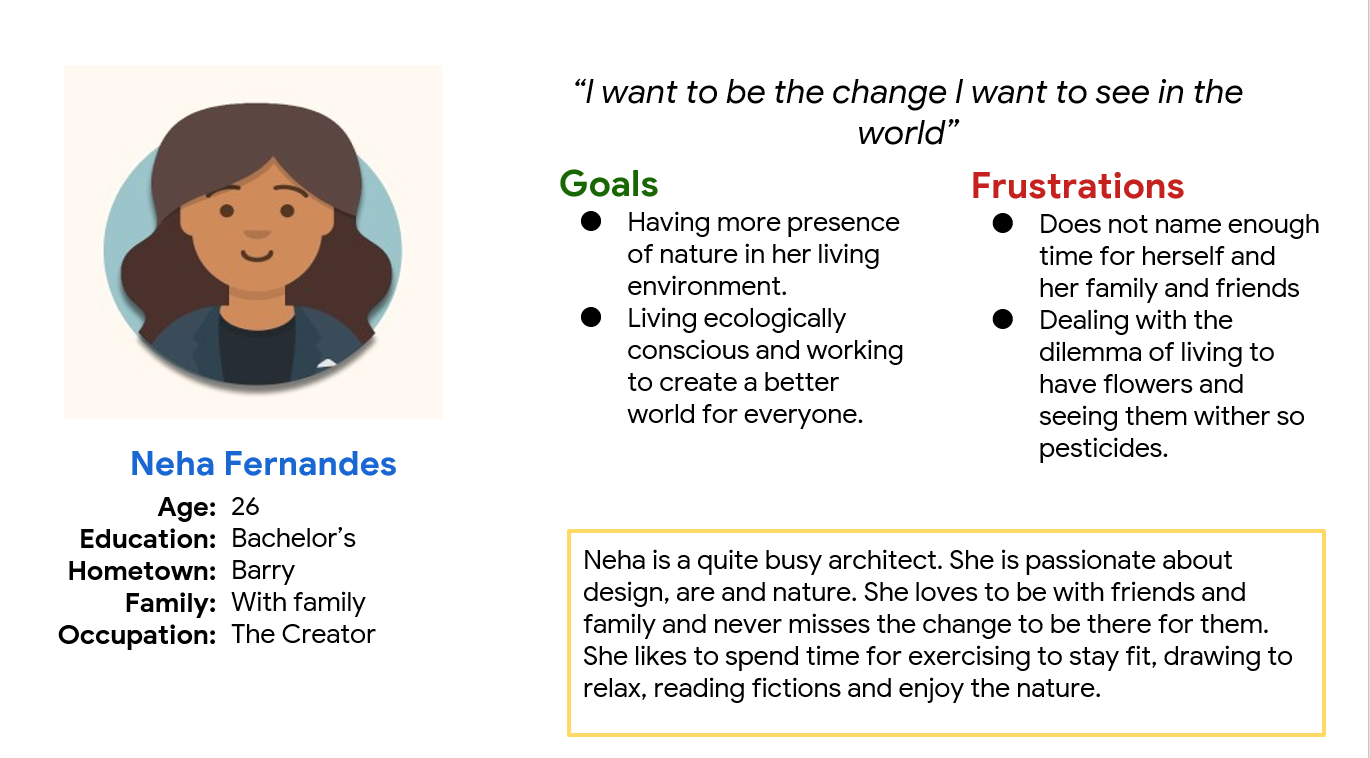 “I want to be the change I want to see in the
world”
Goals
● Having more presence
of nature in her living
environment.
● Living ecologically
conscious and working
to create a better
world for everyone.
Frustrations
● Does not name enough
time for herself and
her family and friends
● Dealing with the
dilemma of living to
have flowers and
seeing them wither so
pesticides.
Neha Fernandes
Age: 26
Education: Bachelor’s
Hometown: Barry
Family: With family
Occupation: The Creator
Neha is a quite busy architect. She is passionate about
design, are and nature. She loves to be with friends and
family and never misses the change to be there for them.
She likes to spend time for exercising to stay fit, drawing to
relax, reading fictions and enjoy the nature.